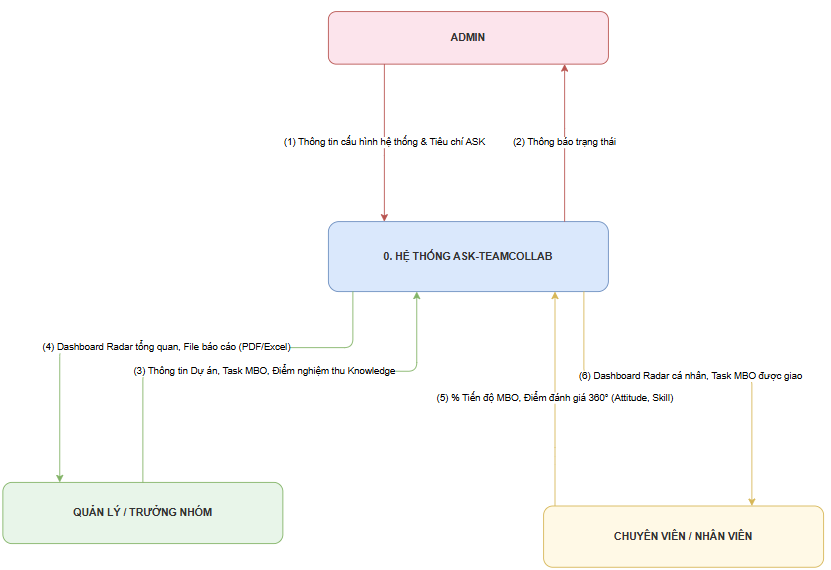 ADMIN
(1) Thông tin cấu hình hệ thống & Tiêu chí ASK
(2) Thông báo trạng thái
0. HỆ THỐNG ASK-TEAMCOLLAB
(4) Dashboard Radar tổng quan, File báo cáo (PDF/Excel)
(3) Thông tin Dự án, Task MBO, Điểm nghiệm thu Knowledge
(6) Dashboard Radar cá nhân, Task MBO được giao
(5) % Tiến độ MBO, Điểm đánh giá 360° (Attitude, Skill)
QUẢN LÝ / TRƯỞNG NHÓM
CHUYÊN VIÊN / NHÂN VIÊN